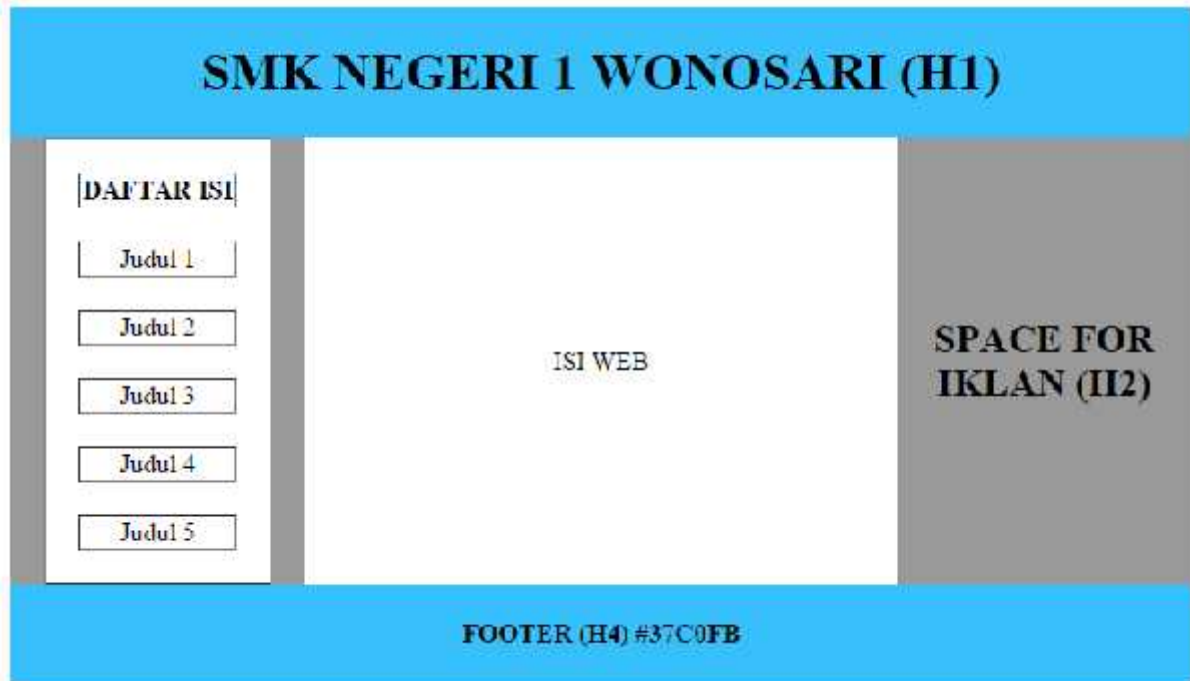 SMK NEGERI 1 WONOSARI (H1)
DAFTAR ISI
Judul 1
Judul 2
Judul 3
Judul 4
Judul 5
ISI WEB
SPACE FOR
IKLAN (H2)
FOOTER (H4) #37C0FB